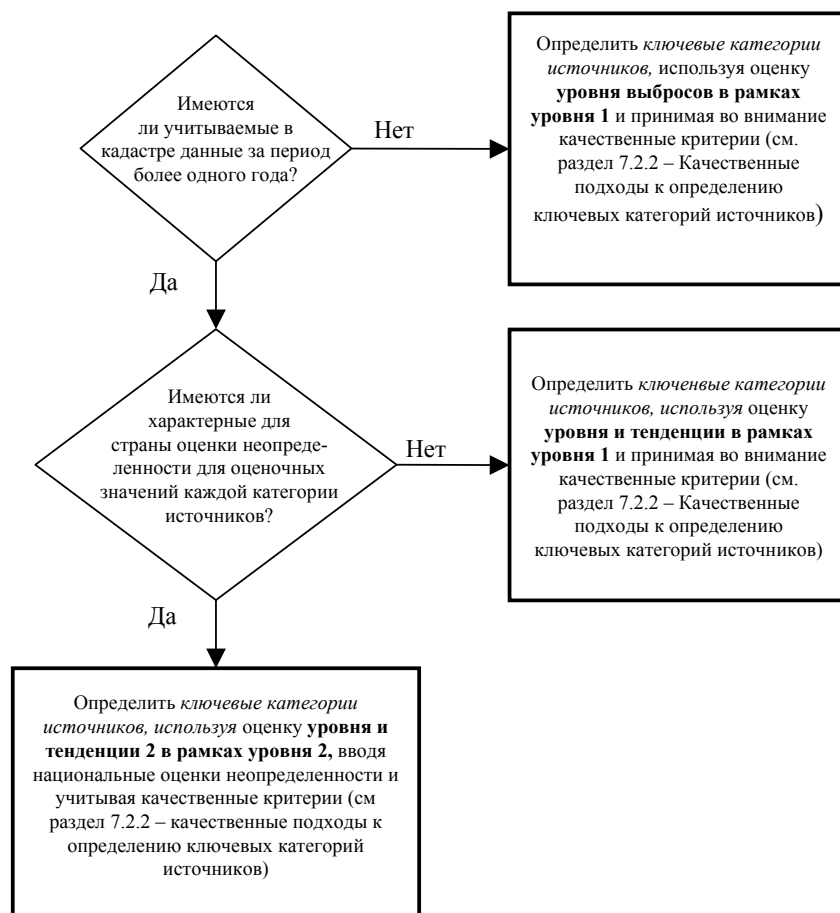 Имеются
ли учитываемые в
кадастре данные за период
более одного года?
Нет
Определить ключевые категории
источников, используя оценку
уровня выбросов в рамках
уровня 1 и принимая во внимание
качественные критерии (см.
раздел 7.2.2 – Качественные
подходы к определению
ключевых категорий источников)
Да
Имеются ли
характерные для
страны оценки неопреде-
ленности для оценочных
значений каждой категории
источников?
Нет
Определить ключенвые категории
источников, используя оценку
уровня и тенденции в рамках
уровня 1 и принимая во внимание
качественные критерии (см.
раздел 7.2.2 – Качественные
подходы к определению
ключевых категорий источников)
Да
Определить ключевые категории
источников, используя оценку уровня и
тенденции 2 в рамках уровня 2, вводя
национальные оценки неопределенности и
учитывая качественные критерии (см
раздел 7.2.2 – качественные подходы к
определению ключевых категорий
источников)